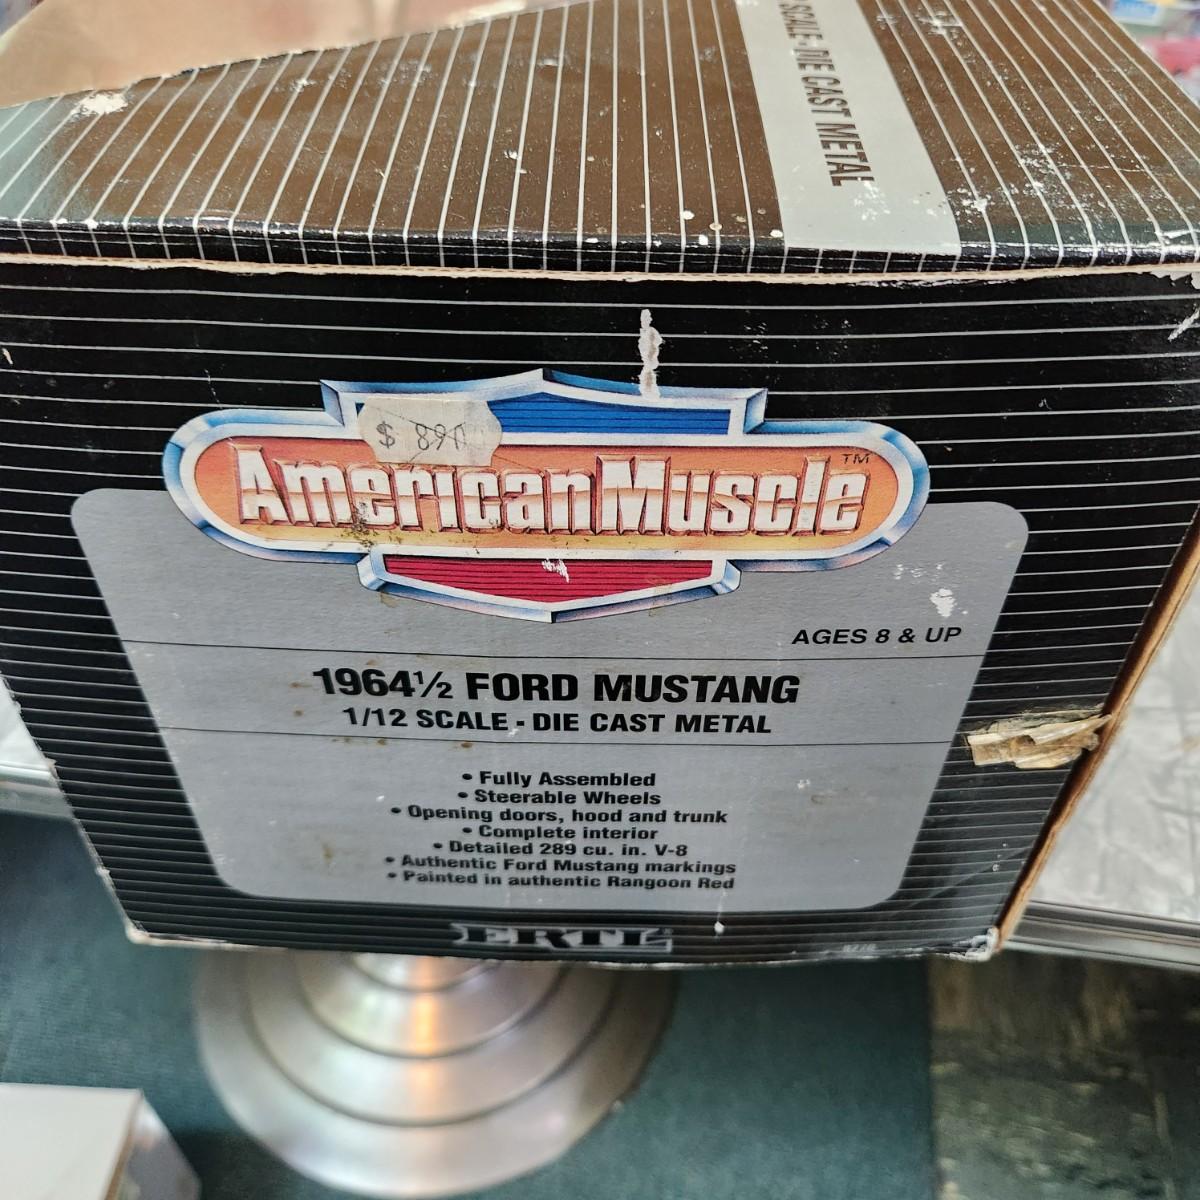 SCALE - DIE CAST METAL
$ 890
AmericanMuscle™
AGES 8 & UP
1964½ FORD MUSTANG
1/12 SCALE - DIE CAST METAL
• Fully Assembled
• Steerable Wheels
• Opening doors, hood and trunk
• Complete interior
• Detailed 289 cu. in. V-8
• Authentic Ford Mustang markings
• Painted in authentic Rangoon Red
ERTL®